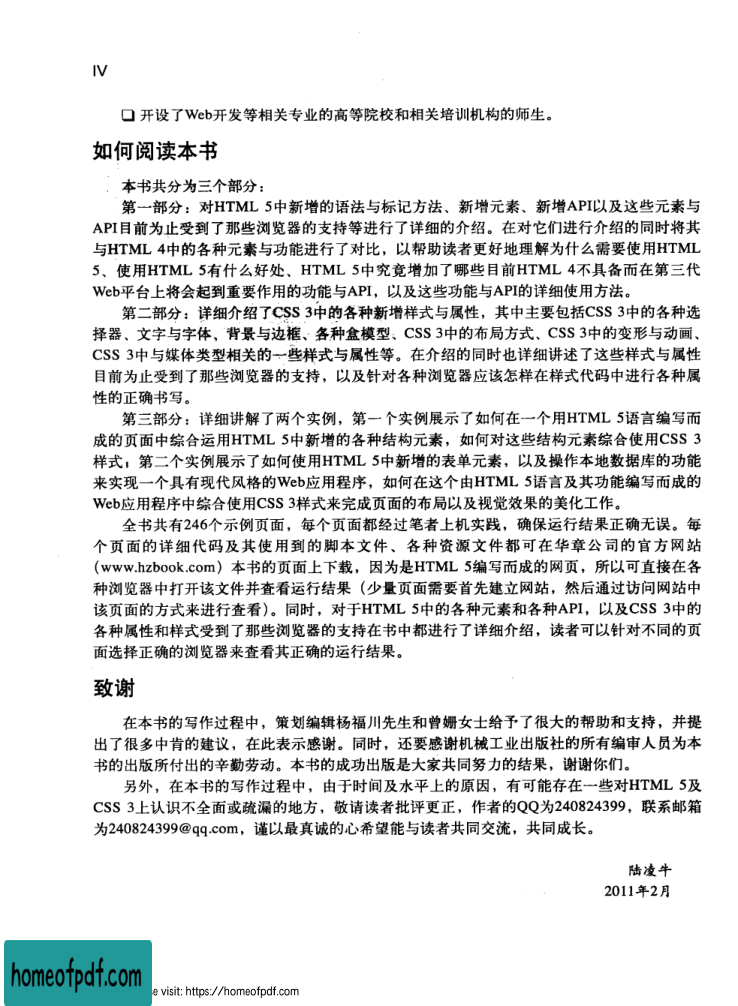 IV
❑ 开设了Web开发等相关专业的高等院校和相关培训机构的师生。
如何阅读本书
本书共分为三个部分：
第一部分：对HTML 5中新增的语法与标记方法、新增元素、新增API以及这些元素与
API目前为止受到了那些浏览器的支持等进行了详细的介绍。在对它们进行介绍的同时将其
与HTML 4中的各种元素与功能进行了对比，以帮助读者更好地理解为什么需要使用HTML
5、使用HTML 5有什么好处、HTML 5中究竟增加了哪些目前HTML 4不具备而在第三代
Web平台上将会起到重要作用的功能与API，以及这些功能与API的详细使用方法。
第二部分：详细介绍了CSS 3中的各种新增样式与属性，其中主要包括CSS 3中的各种选
择器、文字与字体、背景与边框、各种盒模型、CSS 3中的布局方式、CSS 3中的变形与动画、
CSS 3中与媒体类型相关的一些样式与属性等。在介绍的同时也详细讲述了这些样式与属性
目前为止受到了那些浏览器的支持，以及针对各种浏览器应该怎样在样式代码中进行各种属
性的正确书写。
第三部分：详细讲解了两个实例，第一个实例展示了如何在一个用HTML 5语言编写而
成的页面中综合运用HTML 5中新增的各种结构元素，如何对这些结构元素综合使用CSS 3
样式；第二个实例展示了如何使用HTML 5中新增的表单元素，以及操作本地数据库的功能
来实现一个具有现代风格的Web应用程序，如何在这个由HTML 5语言及其功能编写而成的
Web应用程序中综合使用CSS 3样式来完成页面的布局以及视觉效果的美化工作。
全书共有246个示例页面，每个页面都经过笔者上机实践，确保运行结果正确无误。每
个页面的详细代码及其使用到的脚本文件、各种资源文件都可在华章公司的官方网站
(www.hzbook.com) 本书的页面上下载，因为是HTML 5编写而成的网页，所以可直接在各
种浏览器中打开该文件并查看运行结果（少量页面需要首先建立网站，然后通过访问网站中
该页面的方式来进行查看）。同时，对于HTML 5中的各种元素和各种API，以及CSS 3中的
各种属性和样式受到了那些浏览器的支持在书中都进行了详细介绍，读者可以针对不同的页
面选择正确的浏览器来查看其正确的运行结果。
致谢
在本书的写作过程中，策划编辑杨福川先生和曾姗女士给予了很大的帮助和支持，并提
出了很多中肯的建议，在此表示感谢。同时，还要感谢机械工业出版社的所有编审人员为本
书的出版所付出的辛勤劳动。本书的成功出版是大家共同努力的结果，谢谢你们。
另外，在本书的写作过程中，由于时间及水平上的原因，有可能存在一些对HTML 5及
CSS 3上认识不全面或疏漏的地方，敬请读者批评更正，作者的QQ为240824399，联系邮箱
为240824399@qq.com，谨以最真诚的心希望能与读者共同交流，共同成长。
陆凌牛
2011年2月
homeofpdf.com
e visit: https://homeofpdf.com